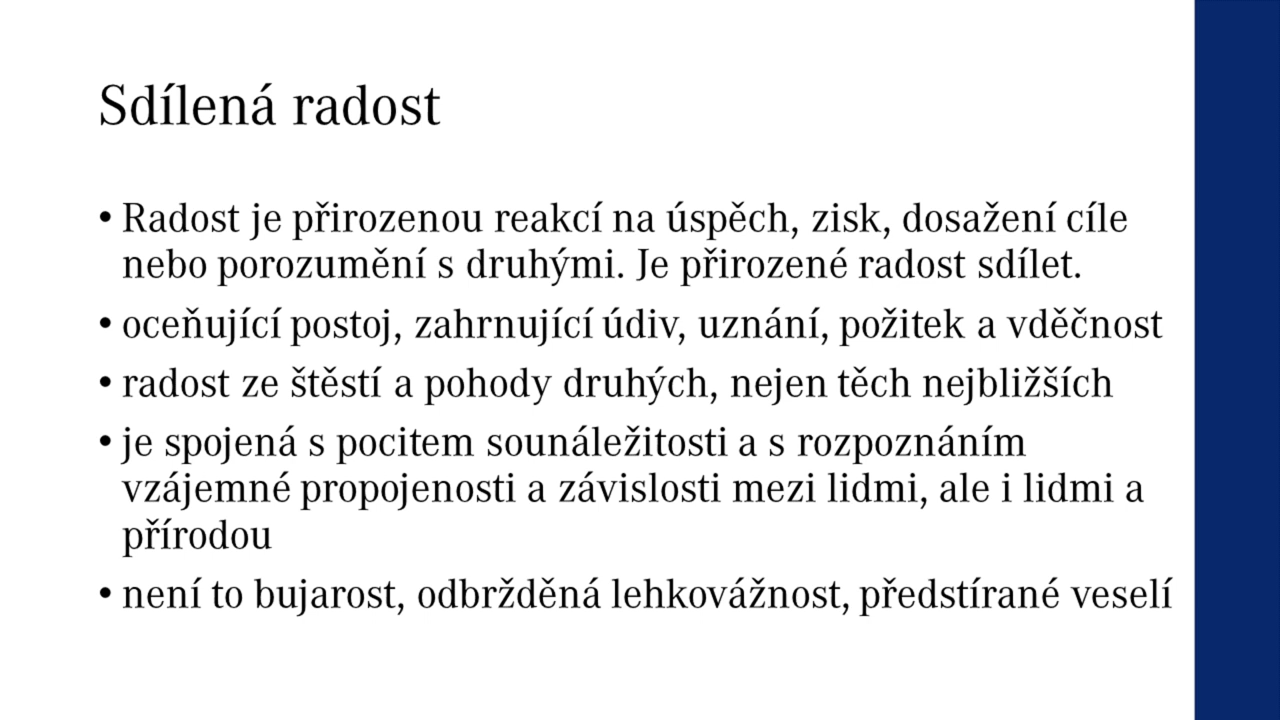 Sdílená radost
• Radost je přirozenou reakcí na úspěch, zisk, dosažení cíle
nebo porozumění s druhými. Je přirozené radost sdílet.
• oceňující postoj, zahrnující údiv, uznání, požitek a vděčnost
• radost ze štěstí a pohody druhých, nejen těch nejbližších
• je spojená s pocitem sounáležitosti a s rozpoznáním
vzájemné propojenosti a závislosti mezi lidmi, ale i lidmi a
přírodou
• není to bujarost, odbržděná lehkovážnost, předstírané veselí